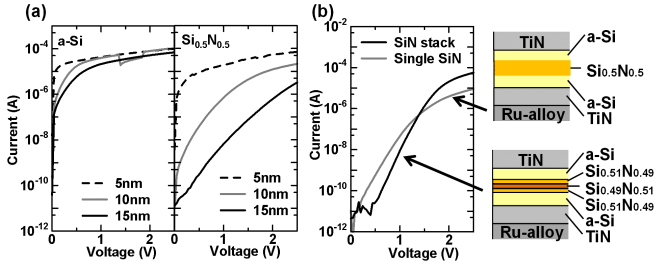 (a)
a-Si
Si0.5N0.5
Current (A)
10-2
10-4
10-6
10-8
10-10
10-12
5nm
10nm
15nm
5nm
10nm
15nm
0
1
2
0
1
2
Voltage (V)
Voltage (V)
(b)
SiN stack
Single SiN
Current (A)
10-2
10-4
10-6
10-8
10-10
10-12
0
1
2
Voltage (V)
TiN
a-Si
Si0.5N0.5
a-Si
TiN
Ru-alloy
TiN
a-Si
Si0.51N0.49
Si0.49N0.51
Si0.51N0.49
a-Si
TiN
Ru-alloy